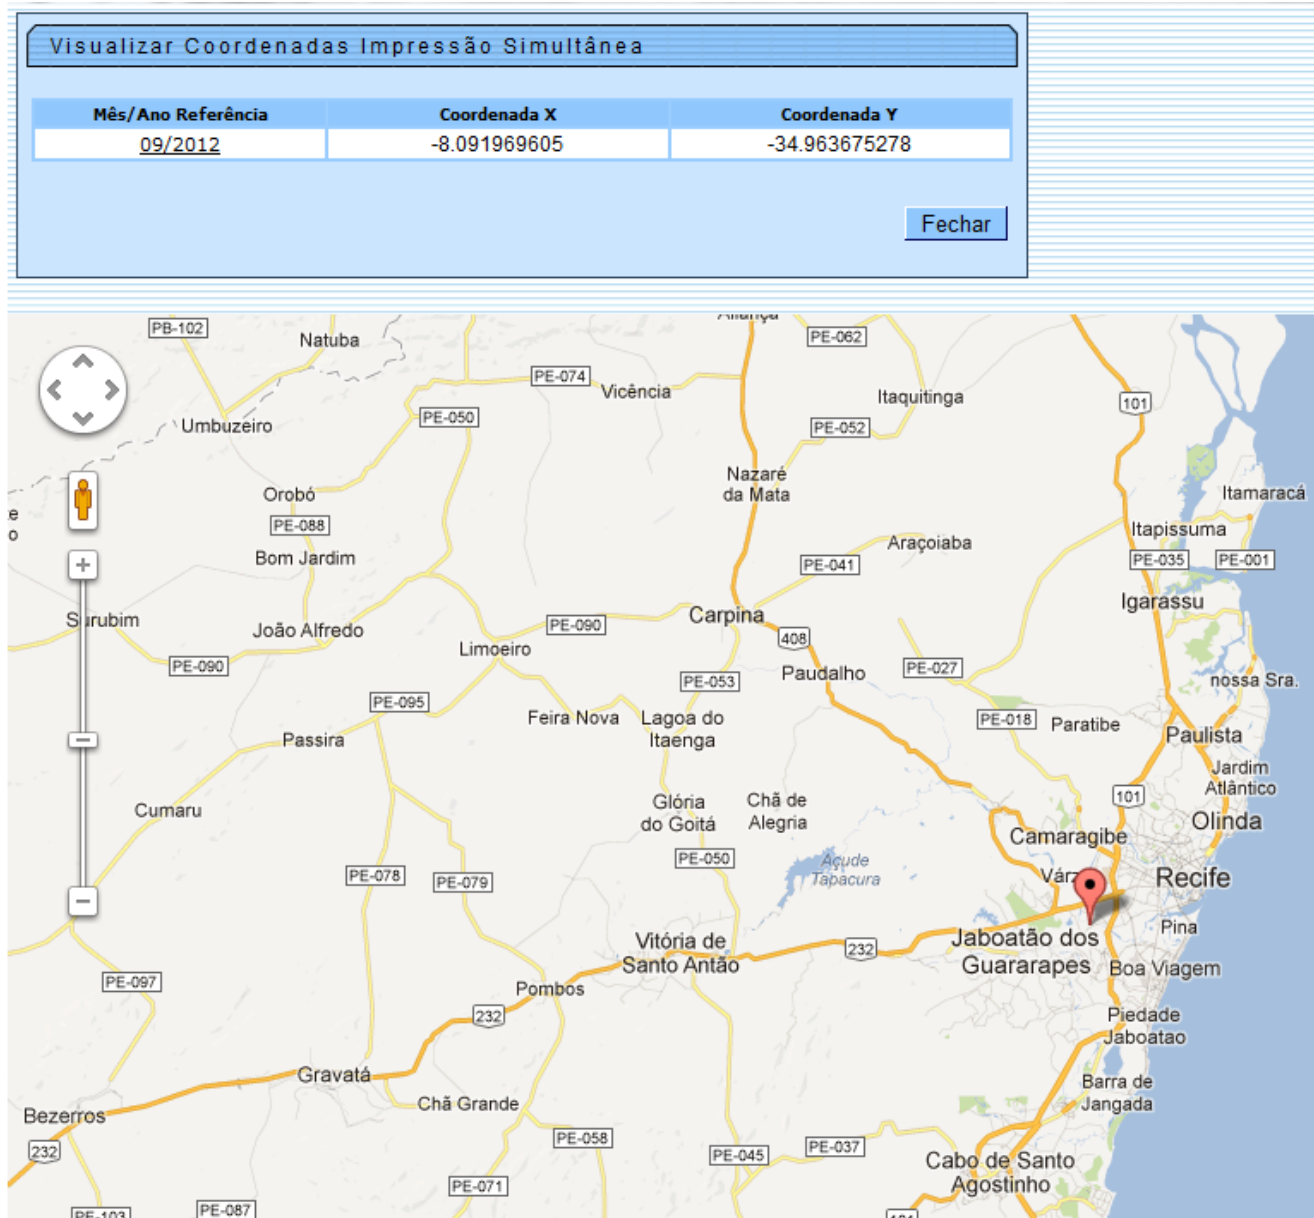 Visualizar Coordenadas Impressão Simultânea
Mês/Ano Referência Coordenada X Coordenada Y
09/2012 -8.091969605 -34.963675278
Fechar
PB-102
Natuba
Aliança
PE-062
PE-074
Vicência
Itaquitinga
101
Umbuzeiro
PE-050
PE-052
Nazaré
da Mata
Orobó
Itamaracá
PE-088
Itapissuma
Bom Jardim
Araçoiaba
PE-041
PE-035
PE-001
Igarassu
Surubim
João Alfredo
PE-090
Carpina
408
Limoeiro
PE-090
Paudalho
PE-027
PE-053
nossa Sra.
PE-095
Feira Nova
Lagoa do
Itaenga
PE-018
Paratibe
Passira
Paulista
Jardim
Atlântico
Cumaru
Glória
do Goitá
Chã de
Alegria
101
Olinda
Camaragibe
PE-050
Açude
Tapacura
PE-078
PE-079
Recife
Pina
Vitória de
Santo Antão
232
Jaboatão dos
Guararapes
Boa Viagem
PE-097
Pombos
232
Piedade
Jaboatao
Gravatá
Barra de
Jangada
Chã Grande
Bezerros
232
PE-058
PE-045
PE-037
Cabo de Santo
Agostinho
PE-071
PE-103
PE-087